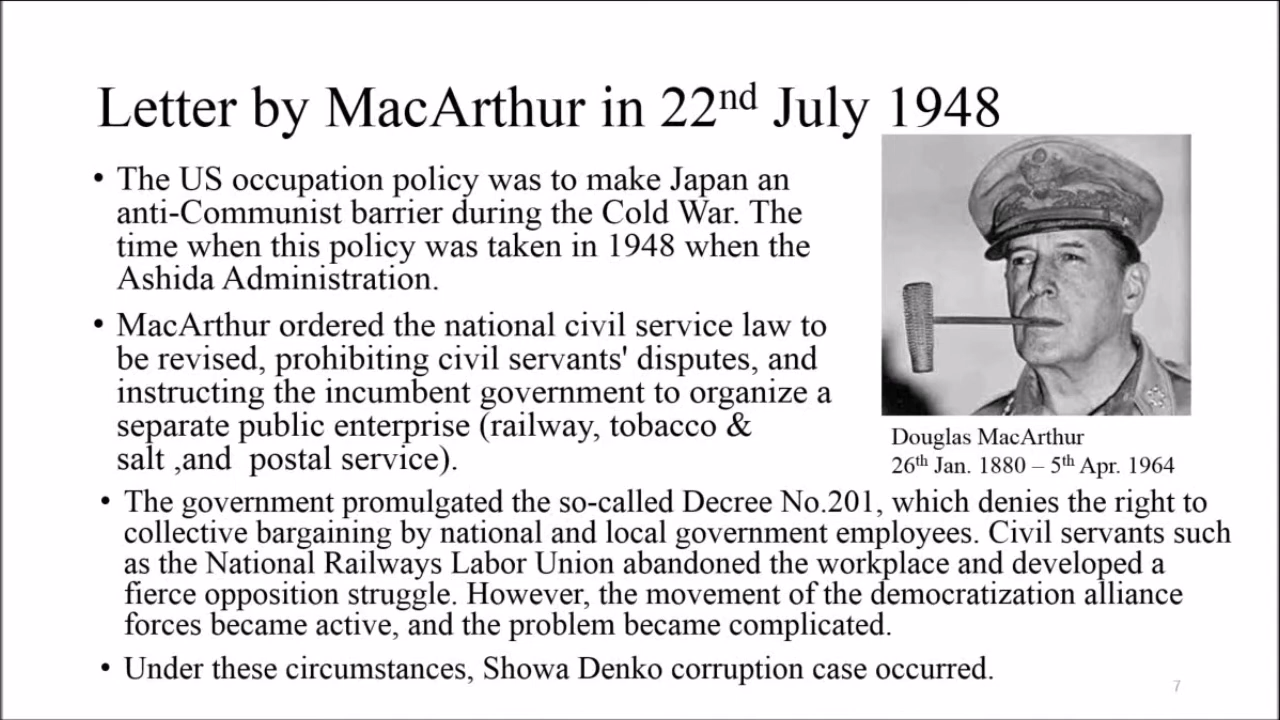 Letter by MacArthur in 22nd July 1948
• The US occupation policy was to make Japan an
anti-Communist barrier during the Cold War. The
time when this policy was taken in 1948 when the
Ashida Administration.
• MacArthur ordered the national civil service law to
be revised, prohibiting civil servants' disputes, and
instructing the incumbent government to organize a
separate public enterprise (railway, tobacco &
salt ,and postal service).
Douglas MacArthur
26th Jan. 1880 – 5th Apr. 1964
• The government promulgated the so-called Decree No.201, which denies the right to
collective bargaining by national and local government employees. Civil servants such
as the National Railways Labor Union abandoned the workplace and developed a
fierce opposition struggle. However, the movement of the democratization alliance
forces became active, and the problem became complicated.
• Under these circumstances, Showa Denko corruption case occurred.
7